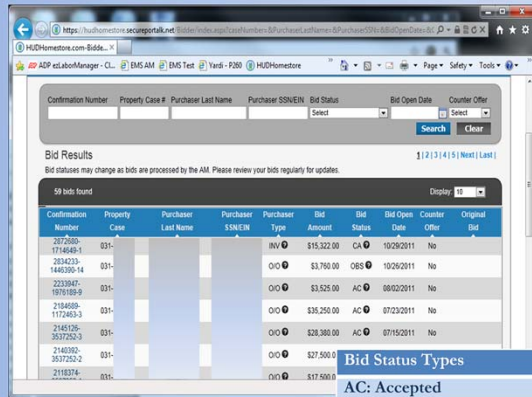 https://hudhomestore.secureportalk.net/Bidder/index.aspx?caseNumber=&PurchaserLastName=&PurchaserSSN=&BidOpenDate=
HUDHomestore.com-Bidde...
ADP ezLaborManager - Cl... EMS AM EMS Test Yardi - P260 HUDHomestore Page Safety Tools
Confirmation Number Property Case # Purchaser Last Name Purchaser SSN/EIN Bid Status Bid Open Date Counter Offer
Select Select
Search Clear
Bid Results 1 | 2 | 3 | 4 | 5 | Next | Last |
Bid statuses may change as bids are processed by the AM. Please review your bids regularly for updates.
59 bids found Display: 10
Confirmation Number Property Case Purchaser Last Name Purchaser SSN/EIN Purchaser Type Bid Amount Bid Status Bid Open Date Counter Offer Original Bid
2872680-1714649-1 031- INV $15,322.00 CA 10/29/2011 No
2834233-1446390-14 031- O/O $3,760.00 OBS 10/26/2011 No
2233947-1976189-9 031- O/O $3,525.00 AC 08/02/2011 No
2184689-1172463-3 031- O/O $35,250.00 AC 07/23/2011 No
2145126-3537252-3 031- O/O $28,380.00 AC 07/15/2011 No
2140392-3537252-2 031- O/O $27,500.0
2118374- 031- O/O $17,500.0
Bid Status Types
AC: Accepted